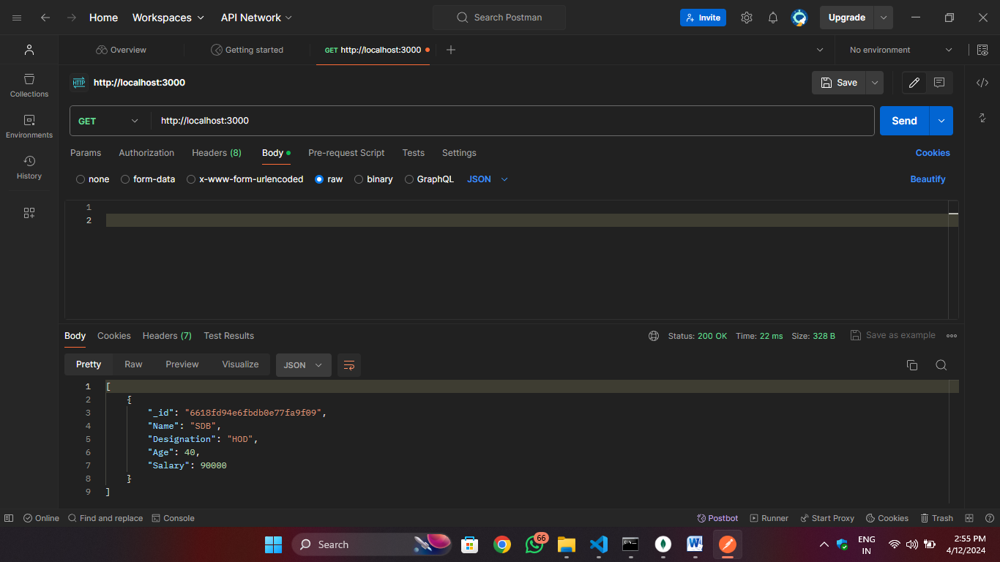 Home Workspaces API Network Search Postman Invite Upgrade
Overview Getting started GET http://localhost:3000 No environment
HTTP http://localhost:3000 Save
Collections
GET http://localhost:3000 Send
Environments
Params Authorization Headers (8) Body Pre-request Script Tests Settings Cookies
History
none form-data x-www-form-urlencoded raw binary GraphQL JSON Beautify
1
2
Body Cookies Headers (7) Test Results Status: 200 OK Time: 22 ms Size: 328 B Save as example
Pretty Raw Preview Visualize JSON
1 [
2 {
3 "_id": "6618fd94e6fbdb0e77fa9f09",
4 "Name": "SDB",
5 "Designation": "HOD",
6 "Age": 40,
7 "Salary": 90000
8 }
9 ]
Online Find and replace Console Postbot Runner Start Proxy Cookies Trash
Search 66 W ENG IN 2:55 PM
4/12/2024